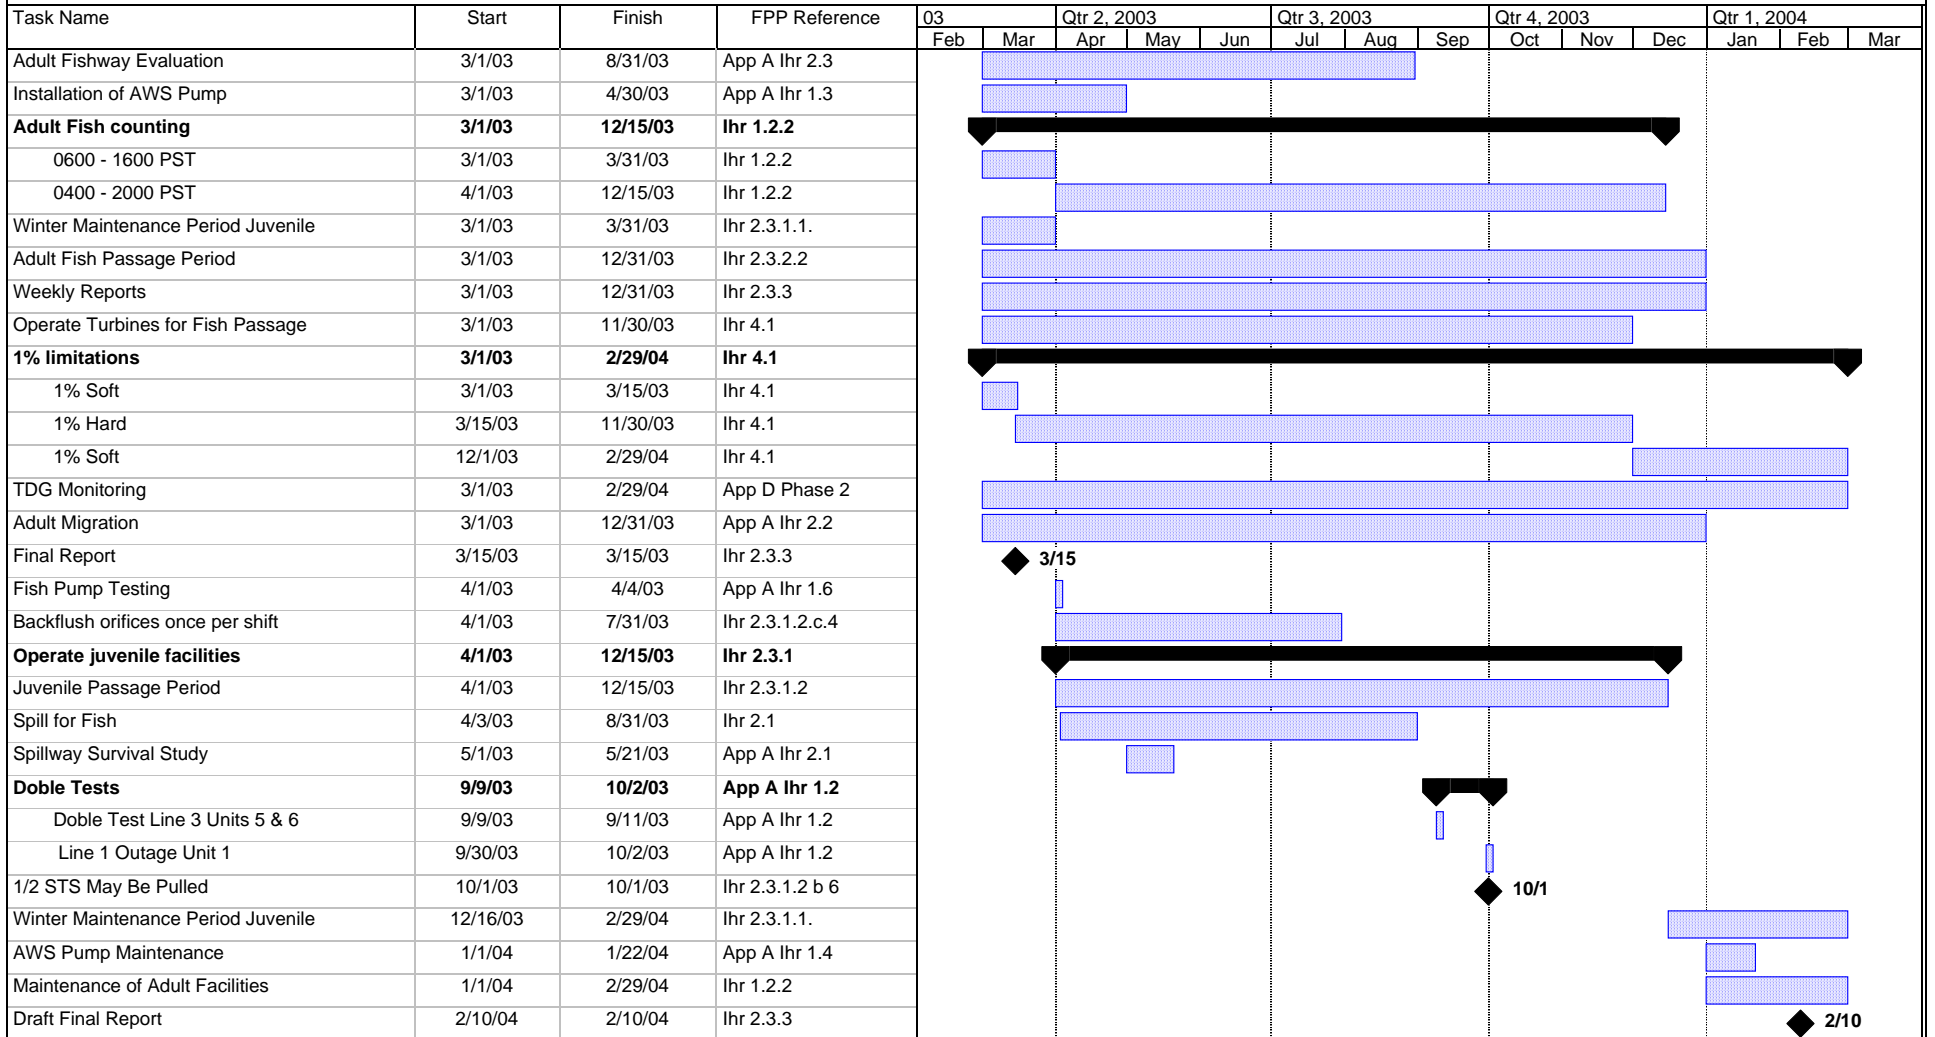 Task Name Start Finish FPP Reference 03 Qtr 2, 2003 Qtr 3, 2003 Qtr 4, 2003 Qtr 1, 2004
Feb Mar Apr May Jun Jul Aug Sep Oct Nov Dec Jan Feb Mar
Adult Fishway Evaluation 3/1/03 8/31/03 App A Ihr 2.3
Installation of AWS Pump 3/1/03 4/30/03 App A Ihr 1.3
Adult Fish counting 3/1/03 12/15/03 Ihr 1.2.2
0600 - 1600 PST 3/1/03 3/31/03 Ihr 1.2.2
0400 - 2000 PST 4/1/03 12/15/03 Ihr 1.2.2
Winter Maintenance Period Juvenile 3/1/03 3/31/03 Ihr 2.3.1.1.
Adult Fish Passage Period 3/1/03 12/31/03 Ihr 2.3.2.2
Weekly Reports 3/1/03 12/31/03 Ihr 2.3.3
Operate Turbines for Fish Passage 3/1/03 11/30/03 Ihr 4.1
1% limitations 3/1/03 2/29/04 Ihr 4.1
1% Soft 3/1/03 3/15/03 Ihr 4.1
1% Hard 3/15/03 11/30/03 Ihr 4.1
1% Soft 12/1/03 2/29/04 Ihr 4.1
TDG Monitoring 3/1/03 2/29/04 App D Phase 2
Adult Migration 3/1/03 12/31/03 App A Ihr 2.2
Final Report 3/15/03 3/15/03 Ihr 2.3.3 3/15
Fish Pump Testing 4/1/03 4/4/03 App A Ihr 1.6
Backflush orifices once per shift 4/1/03 7/31/03 Ihr 2.3.1.2.c.4
Operate juvenile facilities 4/1/03 12/15/03 Ihr 2.3.1
Juvenile Passage Period 4/1/03 12/15/03 Ihr 2.3.1.2
Spill for Fish 4/3/03 8/31/03 Ihr 2.1
Spillway Survival Study 5/1/03 5/21/03 App A Ihr 2.1
Doble Tests 9/9/03 10/2/03 App A Ihr 1.2
Doble Test Line 3 Units 5 & 6 9/9/03 9/11/03 App A Ihr 1.2
Line 1 Outage Unit 1 9/30/03 10/2/03 App A Ihr 1.2
1/2 STS May Be Pulled 10/1/03 10/1/03 Ihr 2.3.1.2 b 6 10/1
Winter Maintenance Period Juvenile 12/16/03 2/29/04 Ihr 2.3.1.1.
AWS Pump Maintenance 1/1/04 1/22/04 App A Ihr 1.4
Maintenance of Adult Facilities 1/1/04 2/29/04 Ihr 1.2.2
Draft Final Report 2/10/04 2/10/04 Ihr 2.3.3 2/10